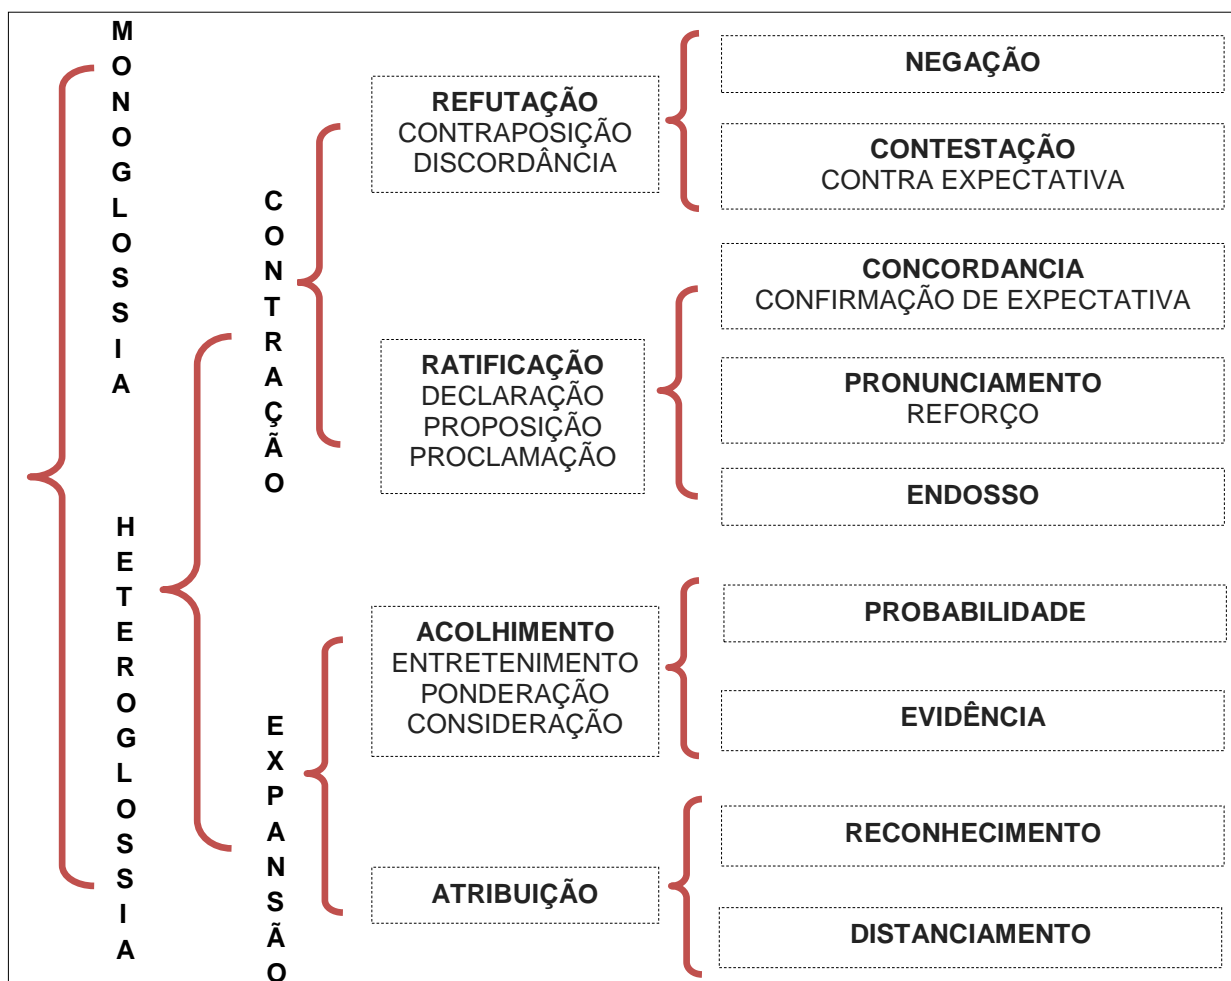 MONOGLOSSIA
HETEROGLOSSIA
CONTRAÇÃO
EXPANSÃO
REFUTAÇÃO
CONTRAPOSIÇÃO
DISCORDÂNCIA
NEGAÇÃO
CONTESTAÇÃO
CONTRA EXPECTATIVA
RATIFICAÇÃO
DECLARAÇÃO
PROPOSIÇÃO
PROCLAMAÇÃO
CONCORDANCIA
CONFIRMAÇÃO DE EXPECTATIVA
PRONUNCIAMENTO
REFORÇO
ENDOSSO
ACOLHIMENTO
ENTRETENIMENTO
PONDERAÇÃO
CONSIDERAÇÃO
PROBABILIDADE
EVIDÊNCIA
ATRIBUIÇÃO
RECONHECIMENTO
DISTANCIAMENTO